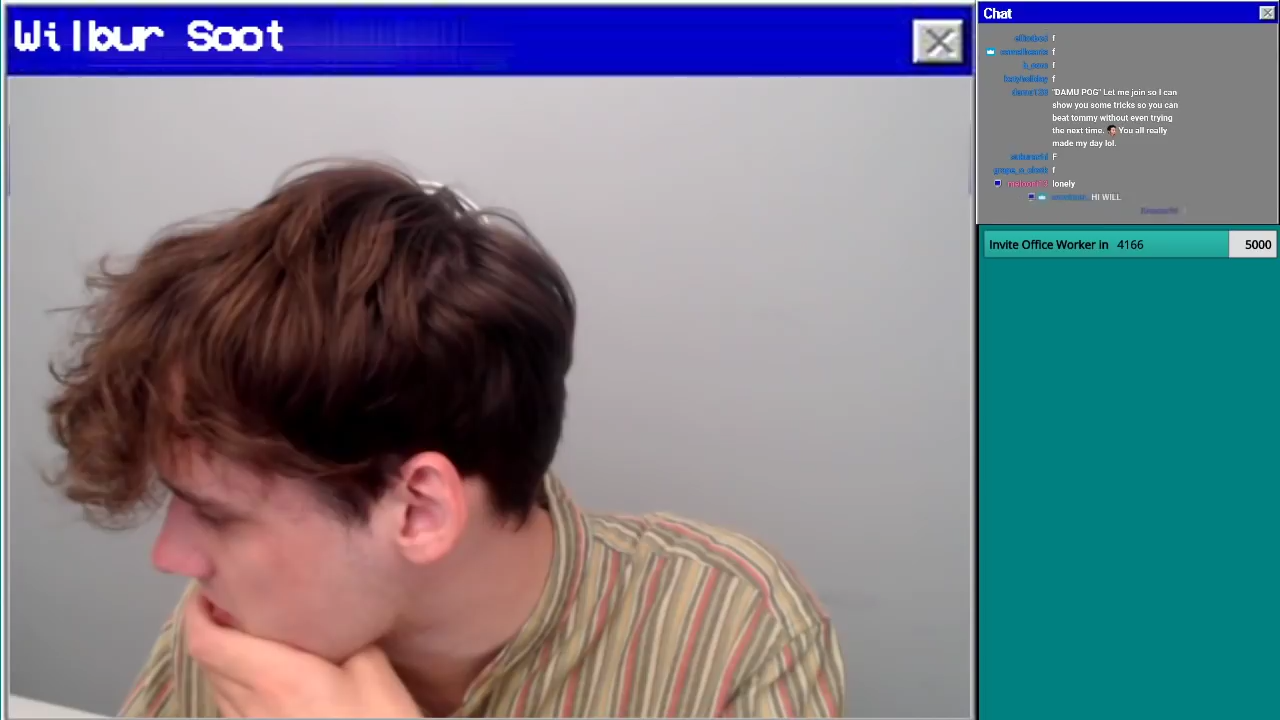 Wilbur Soot
Chat
f
f
f
f
"DAMU POG" Let me join so I can
show you some tricks so you can
beat tommy without even trying
the next time. You all really
made my day lol.
F
f
lonely
HI WILL
Invite Office Worker in 4166
5000